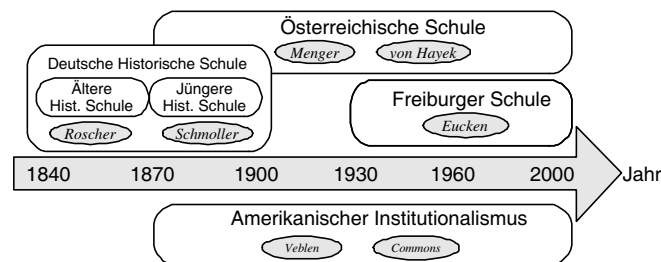 Österreichische Schule
Menger von Hayek
Deutsche Historische Schule
Ältere
Hist. Schule
Jüngere
Hist. Schule
Roscher Schmoller
Freiburger Schule
Eucken
1840 1870 1900 1930 1960 2000 Jahr
Amerikanischer Institutionalismus
Veblen Commons